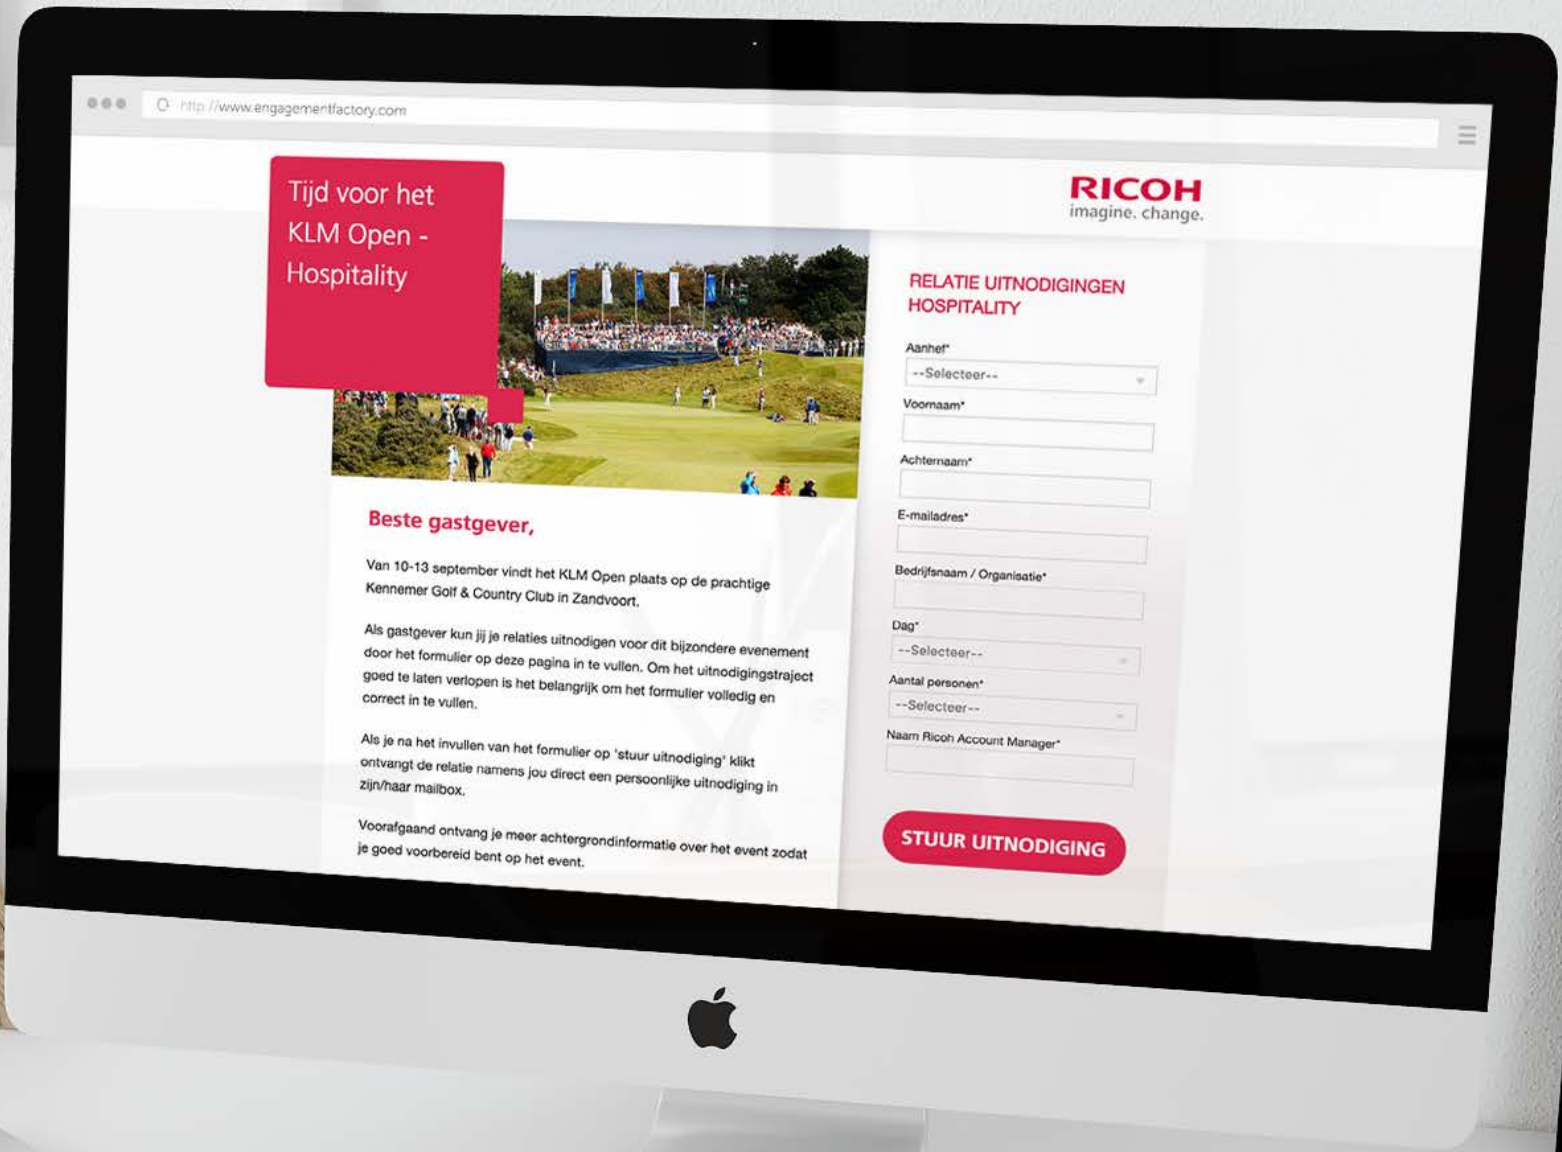 http://www.engagementfactory.com
Tijd voor het
KLM Open -
Hospitality
RICOH
imagine. change.
Beste gastgever,
Van 10-13 september vindt het KLM Open plaats op de prachtige
Kennemer Golf & Country Club in Zandvoort.
Als gastgever kun jij je relaties uitnodigen voor dit bijzondere evenement
door het formulier op deze pagina in te vullen. Om het uitnodigingstraject
goed te laten verlopen is het belangrijk om het formulier volledig en
correct in te vullen.
Als je na het invullen van het formulier op 'stuur uitnodiging' klikt
ontvangt de relatie namens jou direct een persoonlijke uitnodiging in
zijn/haar mailbox.
Voorafgaand ontvang je meer achtergrondinformatie over het event zodat
je goed voorbereid bent op het event.
RELATIE UITNODIGINGEN
HOSPITALITY
Aanhef*
--Selecteer--
Voornaam*
Achternaam*
E-mailadres*
Bedrijfsnaam / Organisatie*
Dag*
--Selecteer--
Aantal personen*
--Selecteer--
Naam Ricoh Account Manager*
STUUR UITNODIGING